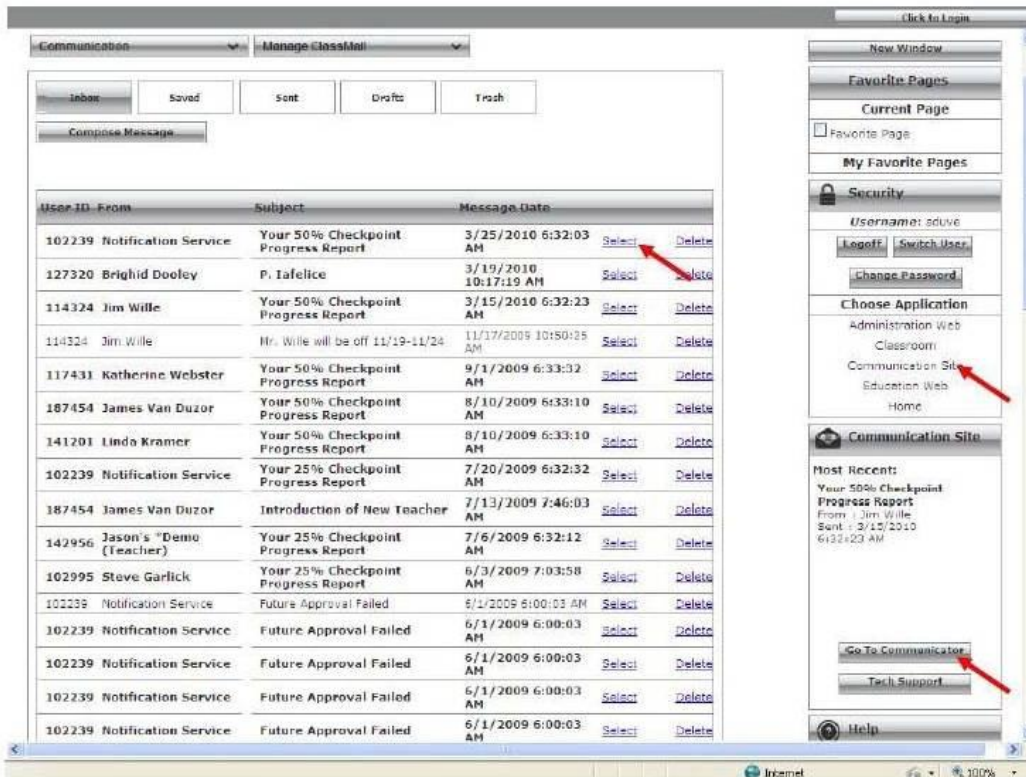 Click to Login
Communication Manage ClassMail
New Window
Inbox Saved Sent Drafts Trash
Compose Message
User ID From Subject Message Date
102239 Notification Service Your 50% Checkpoint Progress Report 3/25/2010 6:32:03 AM Select Delete
127320 Brighid Dooley P. Iafelice 3/19/2010 10:17:19 AM Select Delete
114324 Jim Wille Your 50% Checkpoint Progress Report 3/15/2010 6:32:23 AM Select Delete
114324 Jim Wille Mr. Wille will be off 11/19-11/24 11/17/2009 10:50:25 AM Select Delete
117431 Katherine Webster Your 50% Checkpoint Progress Report 9/1/2009 6:33:32 AM Select Delete
187454 James Van Duzor Your 50% Checkpoint Progress Report 8/10/2009 6:33:10 AM Select Delete
141201 Linda Kramer Your 50% Checkpoint Progress Report 8/10/2009 6:33:10 AM Select Delete
102239 Notification Service Your 25% Checkpoint Progress Report 7/20/2009 6:32:32 AM Select Delete
187454 James Van Duzor Introduction of New Teacher 7/13/2009 7:46:03 AM Select Delete
142956 Jason's *Demo (Teacher) Your 25% Checkpoint Progress Report 7/6/2009 6:32:12 AM Select Delete
102995 Steve Garlick Your 25% Checkpoint Progress Report 6/3/2009 7:03:58 AM Select Delete
102239 Notification Service Future Approval Failed 6/1/2009 6:00:03 AM Select Delete
102239 Notification Service Future Approval Failed 6/1/2009 6:00:03 AM Select Delete
102239 Notification Service Future Approval Failed 6/1/2009 6:00:03 AM Select Delete
102239 Notification Service Future Approval Failed 6/1/2009 6:00:03 AM Select Delete
102239 Notification Service Future Approval Failed 6/1/2009 6:00:03 AM Select Delete
Favorite Pages
Current Page
Favorite Page
My Favorite Pages
Security
Username: sduve
Logoff Switch User
Change Password
Choose Application
Administration Web
Classroom
Communication Site
Education Web
Home
Communication Site
Most Recent:
Your 50% Checkpoint
Progress Report
From : Jim Wille
Sent : 3/15/2010
6:32:23 AM
Go To Communicator
Tech Support
Help
Internet 100%